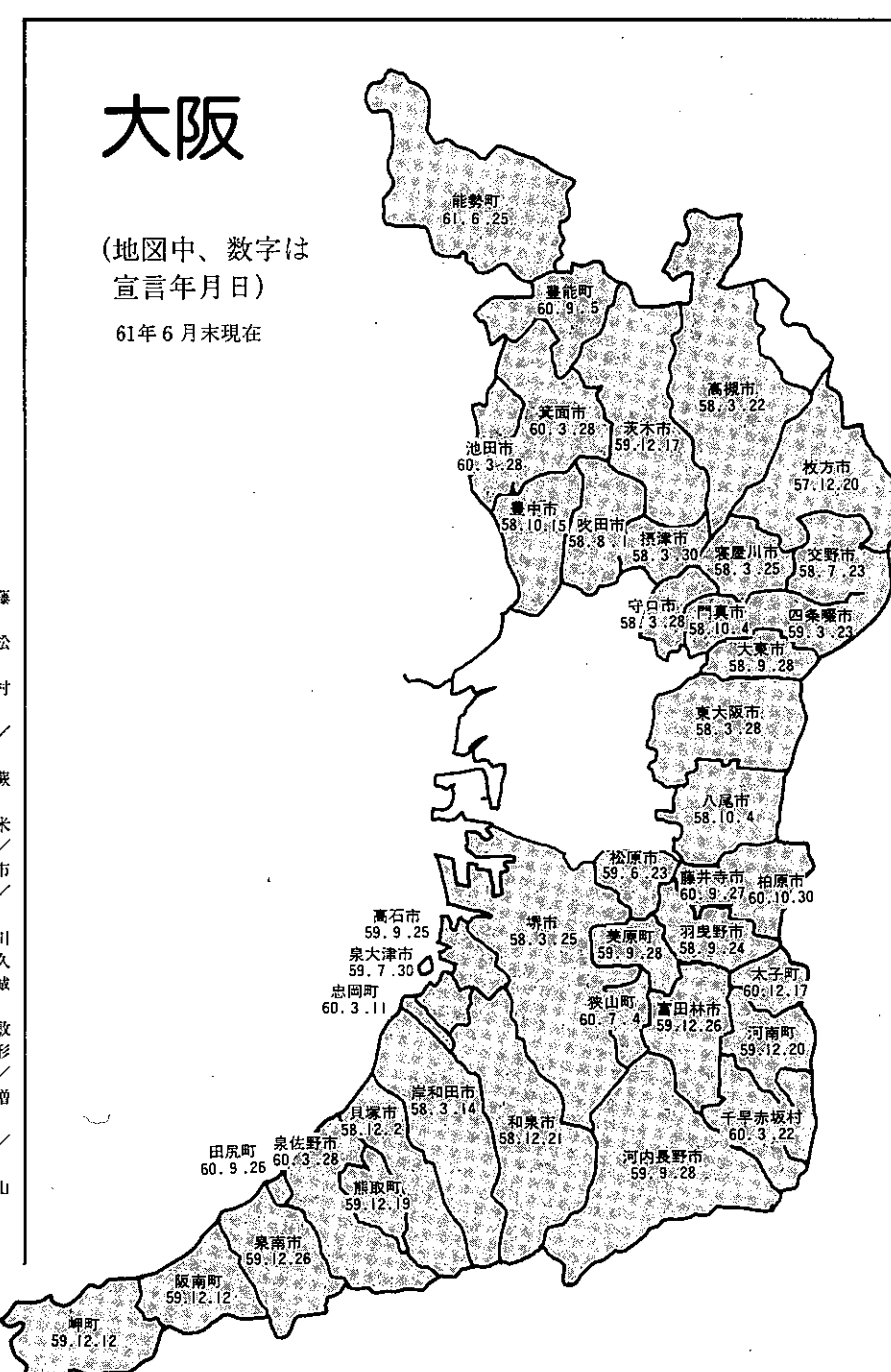 大阪
(地図中、数字は
宣言年月日)
61年6月末現在
能勢町
61.6.25
豊能町
60.9.5
高槻市
58.3.22
箕面市
60.3.28
茨木市
59.12.17
池田市
60.3.28
枚方市
57.12.20
豊中市
58.10.15
吹田市
58.8.1
摂津市
58.3.30
寝屋川市
58.3.25
交野市
58.7.23
守口市
58.3.28
門真市
58.10.4
四条畷市
59.3.23
大東市
58.9.28
東大阪市
58.3.28
八尾市
58.10.4
松原市
59.6.23
藤井寺市
60.9.27
柏原市
60.10.30
高石市
59.9.25
堺市
58.3.25
美原町
59.9.28
羽曳野市
58.9.24
泉大津市
59.7.30
太子町
60.12.17
忠岡町
60.3.11
狭山町
60.7.4
富田林市
59.12.26
河南町
59.12.20
岸和田市
58.3.14
貝塚市
58.12.2
和泉市
58.12.21
千早赤坂村
60.3.22
田尻町
60.9.26
泉佐野市
60.3.28
河内長野市
59.9.28
熊取町
59.12.19
泉南市
59.12.26
阪南町
59.12.12
岬町
59.12.12
藤
松
村
／
米
／
市
／
川
久
城
数
形
／
増
／
山